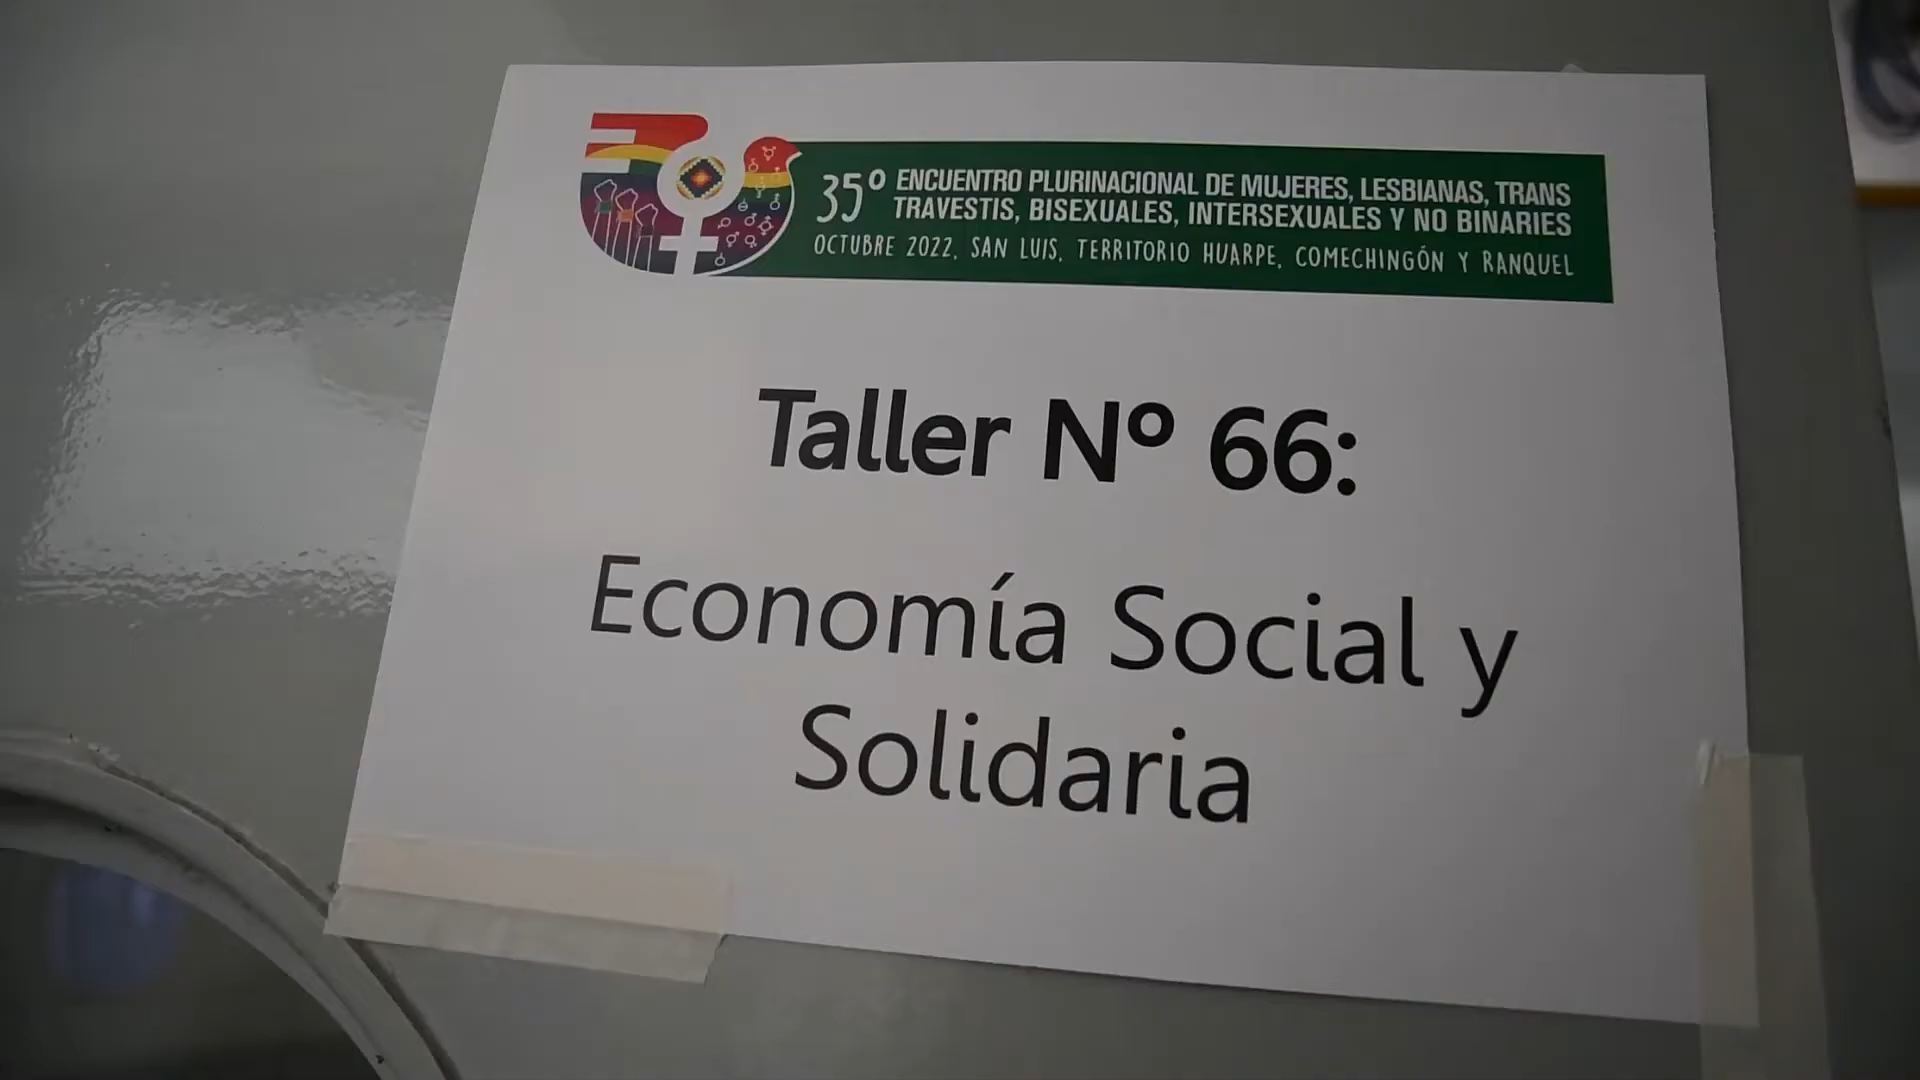 35º ENCUENTRO PLURINACIONAL DE MUJERES, LESBIANAS, TRANS
TRAVESTIS, BISEXUALES, INTERSEXUALES Y NO BINARIES
OCTUBRE 2022, SAN LUIS, TERRITORIO HUARPE, COMECHINGÓN Y RANQUEL
Taller Nº 66:
Economía Social y
Solidaria